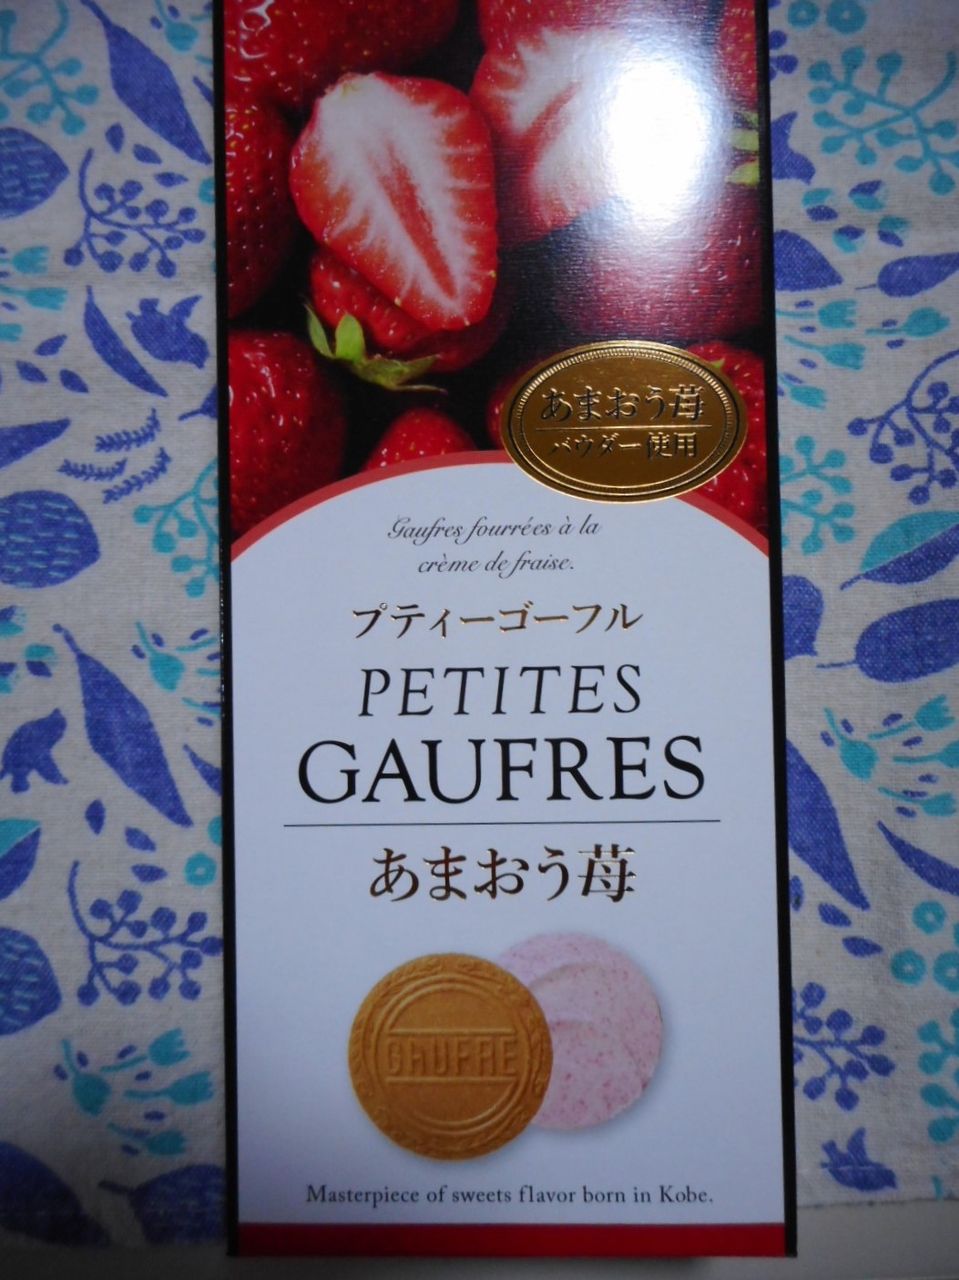 あまおう苺
パウダー使用
Gaufres fourrées à la
crème de fraise.
プティーゴーフル
PETITES
GAUFRES
あまおう苺
GAUFRE
Masterpiece of sweets flavor born in Kobe.